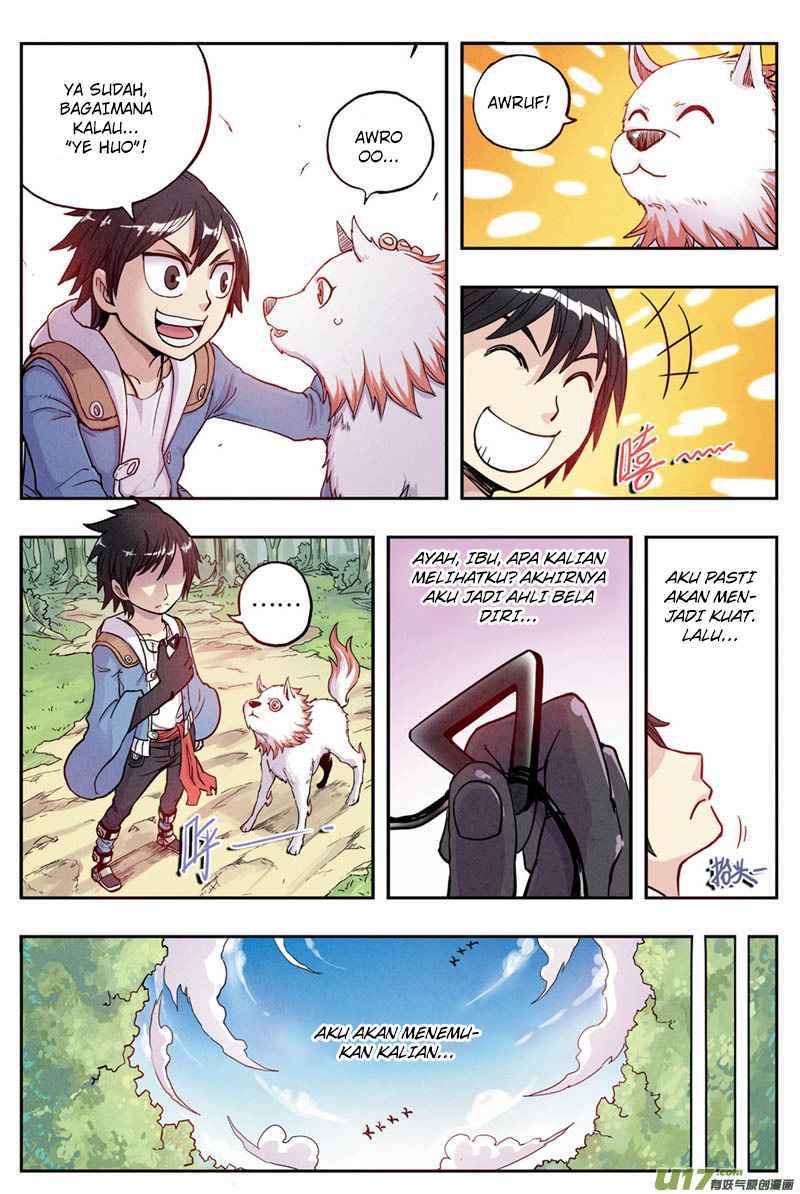 YA SUDAH,
BAGAIMANA
KALAU...
"YE HUO"!
AWRO
OO...
AWRUF!
嘻
......
呼
AYAH, IBU, APA KALIAN
MELIHATKU? AKHIRNYA
AKU JADI AHLI BELA
DIRI...
AKU PASTI
AKAN MEN-
JADI KUAT.
LALU...
抬头
AKU AKAN MENEMU-
KAN KALIAN...
U17
有妖气原创漫画